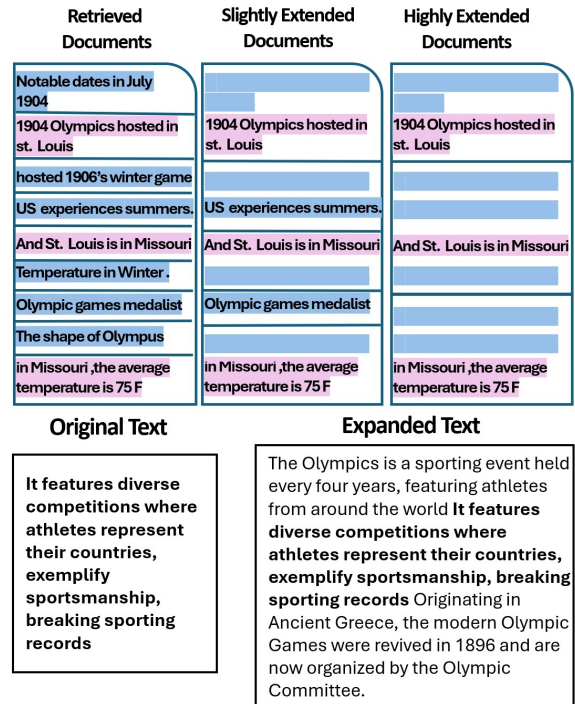 Retrieved
Documents
Slightly Extended
Documents
Highly Extended
Documents
Notable dates in July
1904
1904 Olympics hosted in
st. Louis
hosted 1906's winter game
US experiences summers.
And St. Louis is in Missouri
Temperature in Winter .
Olympic games medalist
The shape of Olympus
in Missouri ,the average
temperature is 75 F
1904 Olympics hosted in
st. Louis
US experiences summers.
And St. Louis is in Missouri
Olympic games medalist
in Missouri ,the average
temperature is 75 F
1904 Olympics hosted in
st. Louis
And St. Louis is in Missouri
in Missouri ,the average
temperature is 75 F
Original Text
It features diverse
competitions where
athletes represent
their countries,
exemplify
sportsmanship,
breaking sporting
records
Expanded Text
The Olympics is a sporting event held
every four years, featuring athletes
from around the world It features
diverse competitions where
athletes represent their countries,
exemplify sportsmanship, breaking
sporting records Originating in
Ancient Greece, the modern Olympic
Games were revived in 1896 and are
now organized by the Olympic
Committee.